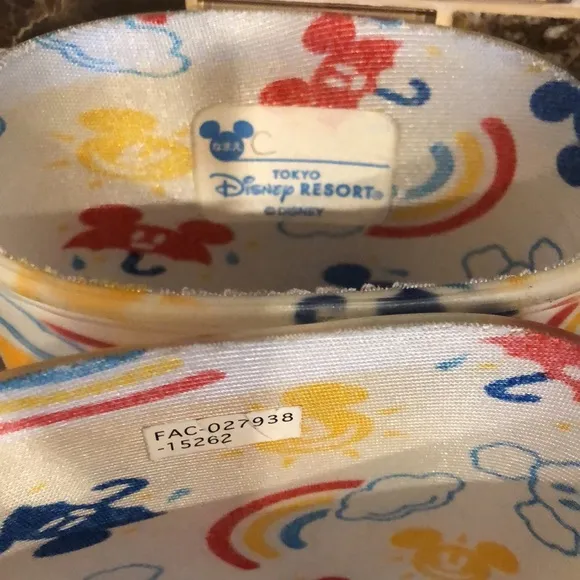 なまえ C
TOKYO
Disney RESORT®
© DISNEY
FAC-027938
-15262